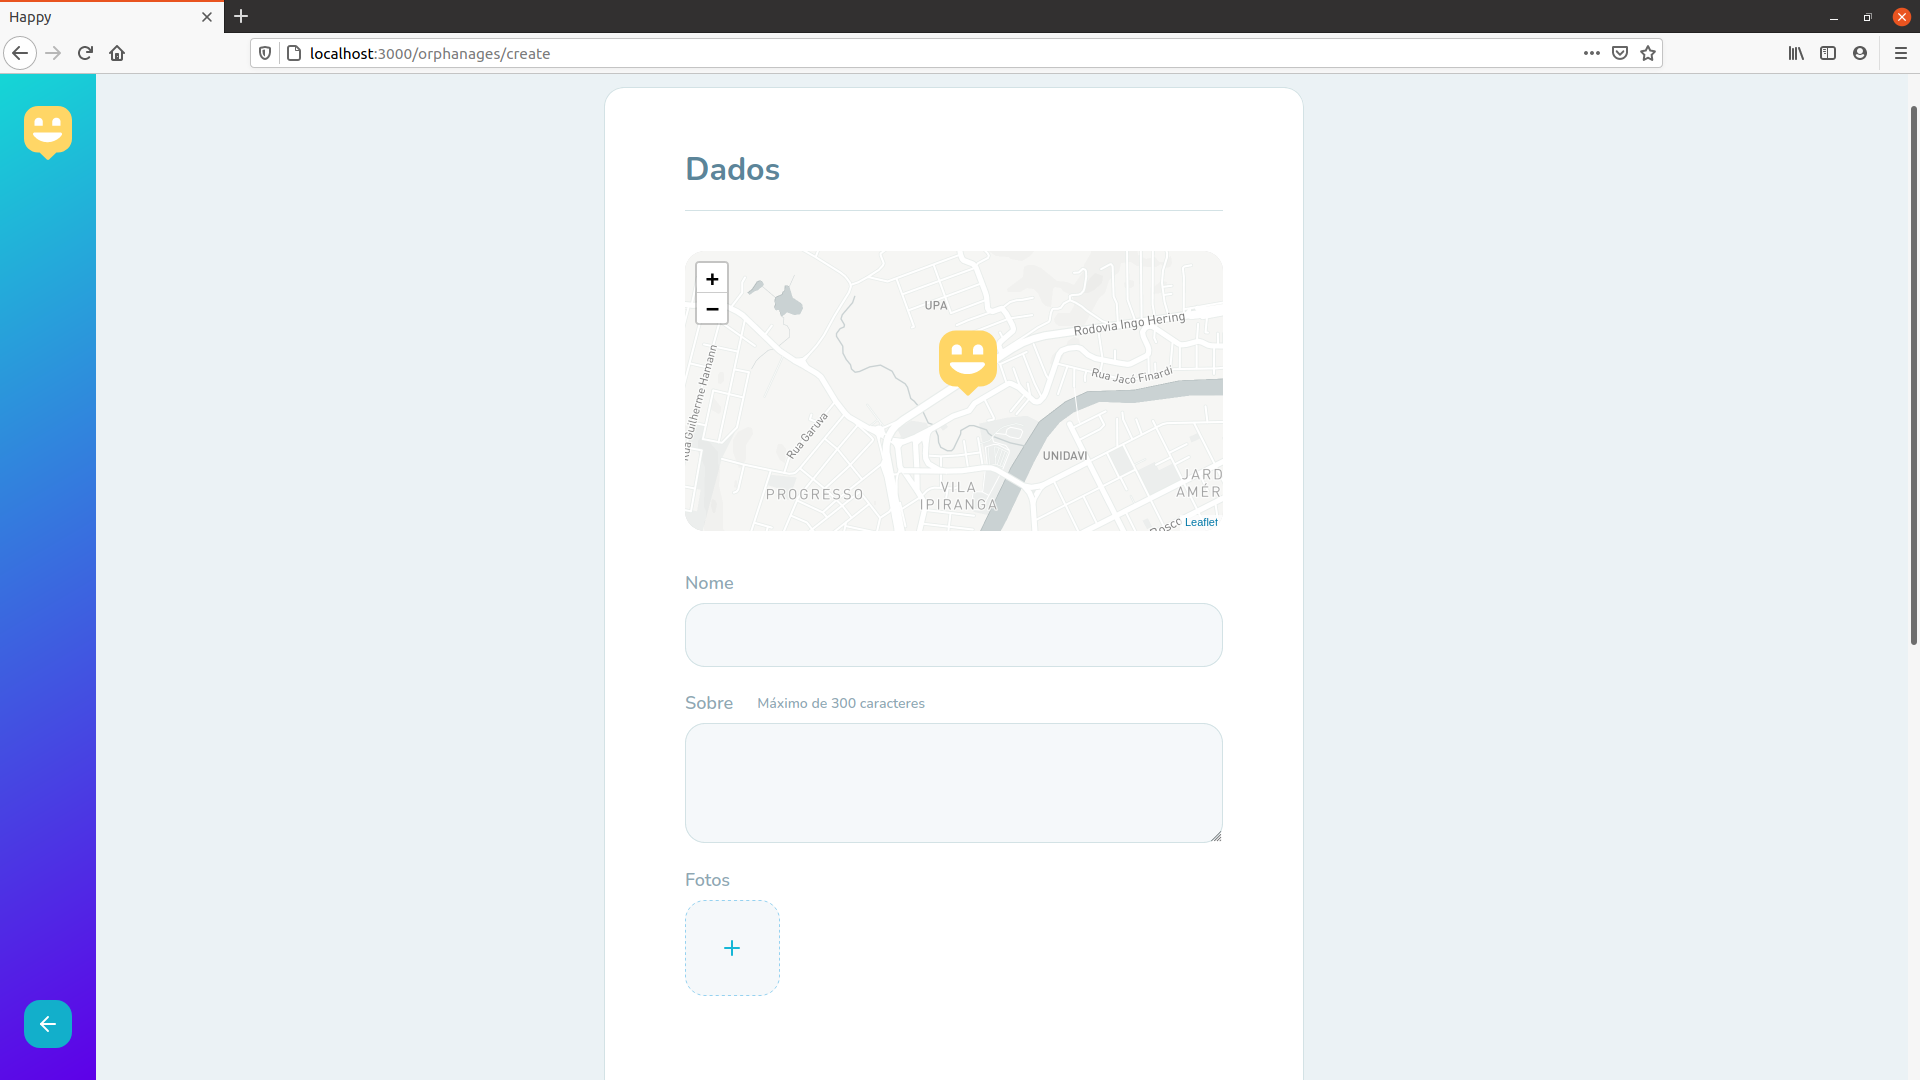 Happy
localhost:3000/orphanages/create
Dados
+
−
UPA
Rodovia Ingo Hering
Rua Jacó Finardi
Rua Guilherme Hamann
Rua Garuva
UNIDAVI
PROGRESSO
VILA
IPIRANGA
JARD
AMÉR
Bosco
Leaflet
Nome
Sobre Máximo de 300 caracteres
Fotos
+